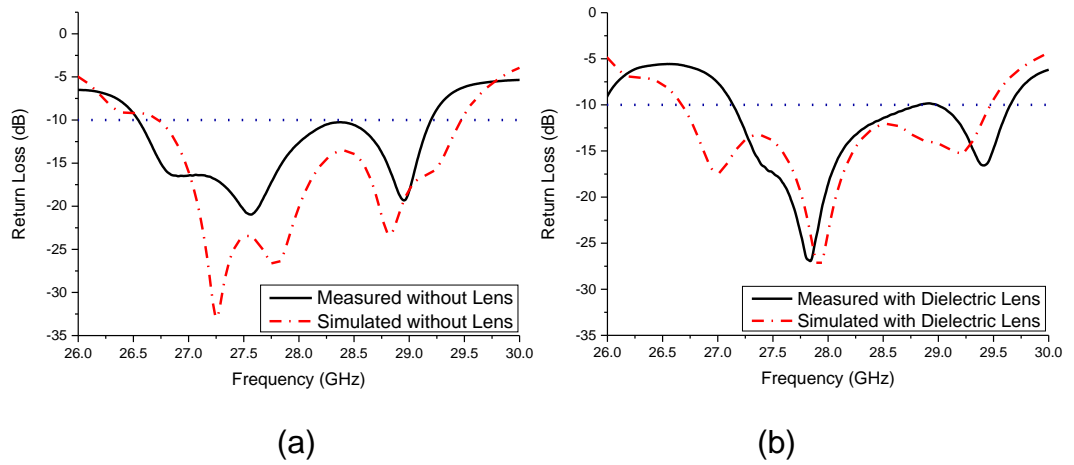 0
-5
-10
-15
-20
-25
-30
-35
Return Loss (dB)
26.0 26.5 27.0 27.5 28.0 28.5 29.0 29.5 30.0
Frequency (GHz)
Measured without Lens
Simulated without Lens
(a)
0
-5
-10
-15
-20
-25
-30
-35
Return Loss (dB)
26.0 26.5 27.0 27.5 28.0 28.5 29.0 29.5 30.0
Frequency (GHz)
Measured with Dielectric Lens
Simulated with Dielectric Lens
(b)